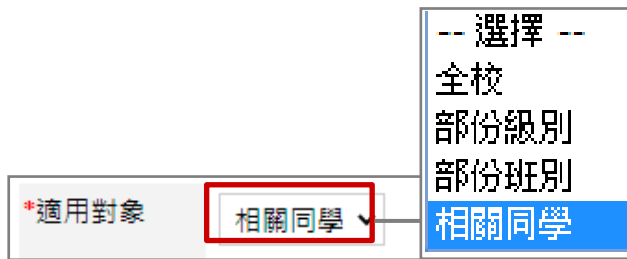 *適用對象
相關同學
-- 選擇 --
全校
部份級別
部份班別
相關同學